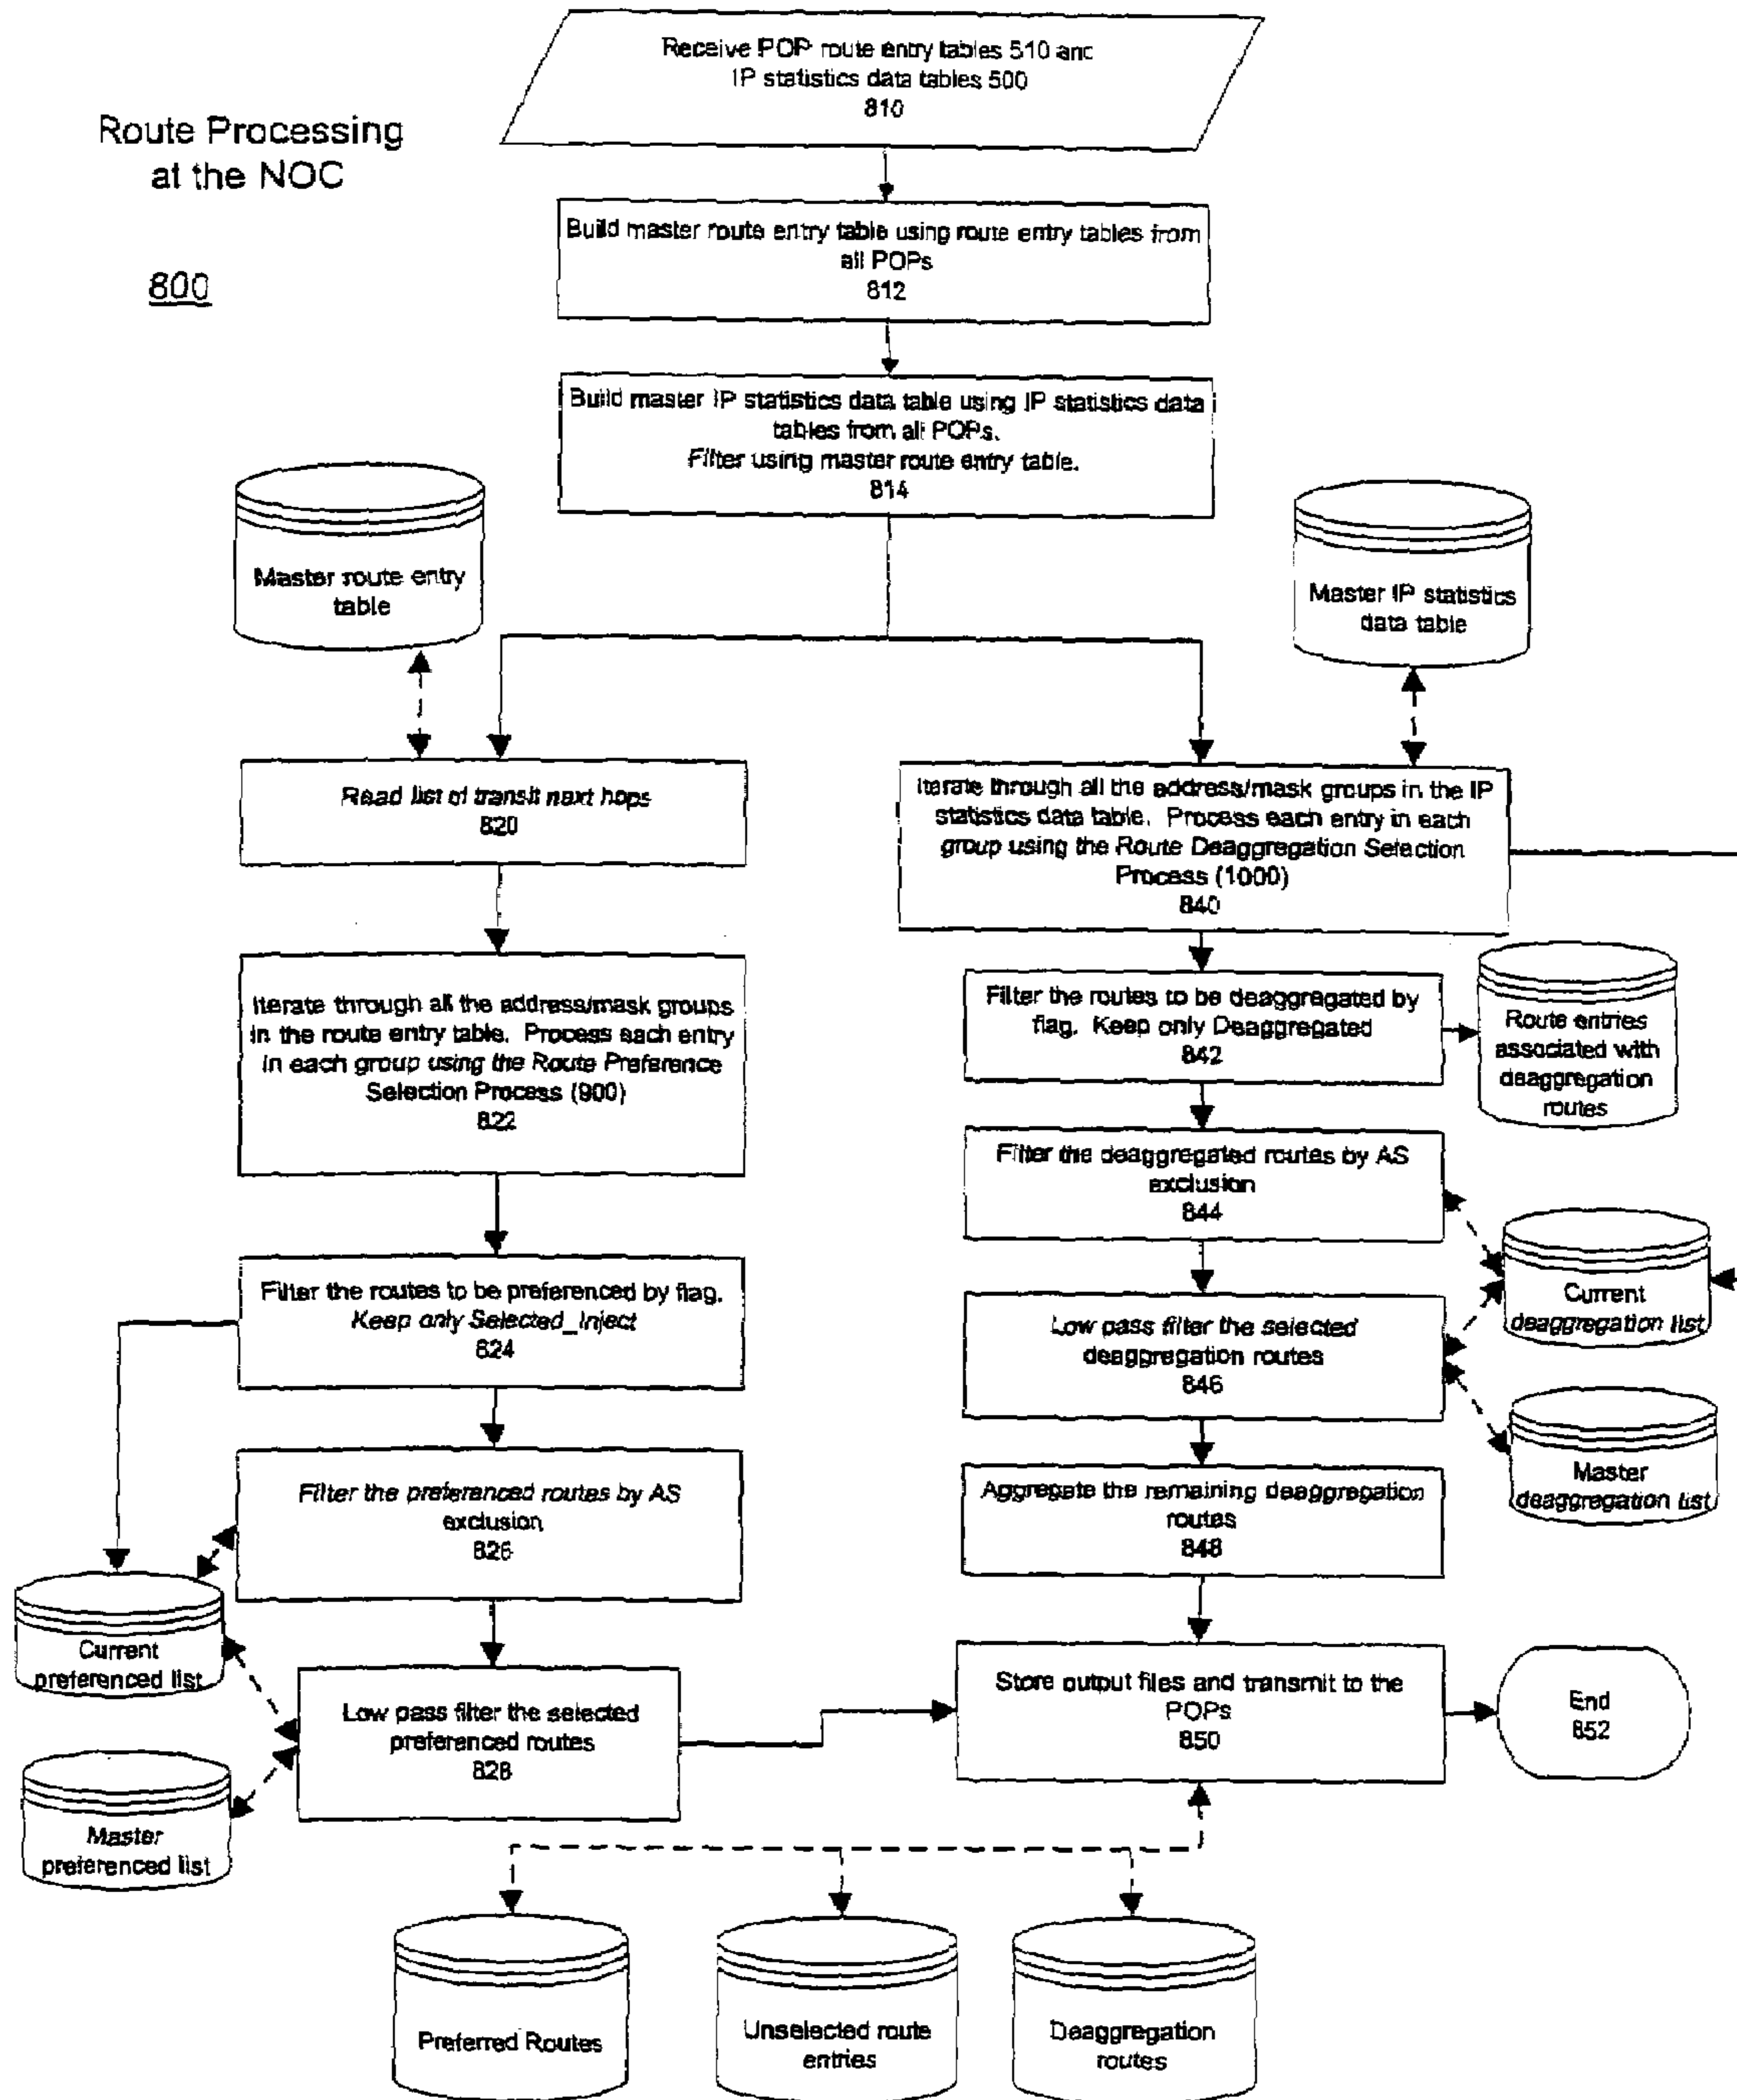 Receive POP route entry tables 510 and
IP statistics data tables 500
810
Route Processing
at the NOC
800
Build master route entry table using route entry tables from
all POPs
812
Build master IP statistics data table using IP statistics data
tables from all POPs.
Filter using master route entry table.
814
Master route entry
table
Master IP statistics
data table
Read list of transit next hops
820
Iterate through all the address/mask groups in the IP
statistics data table. Process each entry in each
group using the Route Deaggregation Selection
Process (1000)
840
Iterate through all the address/mask groups
in the route entry table. Process each entry
in each group using the Route Preference
Selection Process (900)
822
Filter the routes to be deaggregated by
flag. Keep only Deaggregated
842
Route entries
associated with
deaggregation
routes
Filter the deaggregated routes by AS
exclusion
844
Filter the routes to be preferenced by flag.
Keep only Selected_Inject
824
Current
deaggregation list
Low pass filter the selected
deaggregation routes
846
Master
deaggregation list
Filter the preferenced routes by AS
exclusion
826
Aggregate the remaining deaggregation
routes
848
Current
preferenced list
Low pass filter the selected
preferenced routes
828
Store output files and transmit to the
POPs
850
End
852
Master
preferenced list
Preferred Routes
Unselected route
entries
Deaggregation
routes